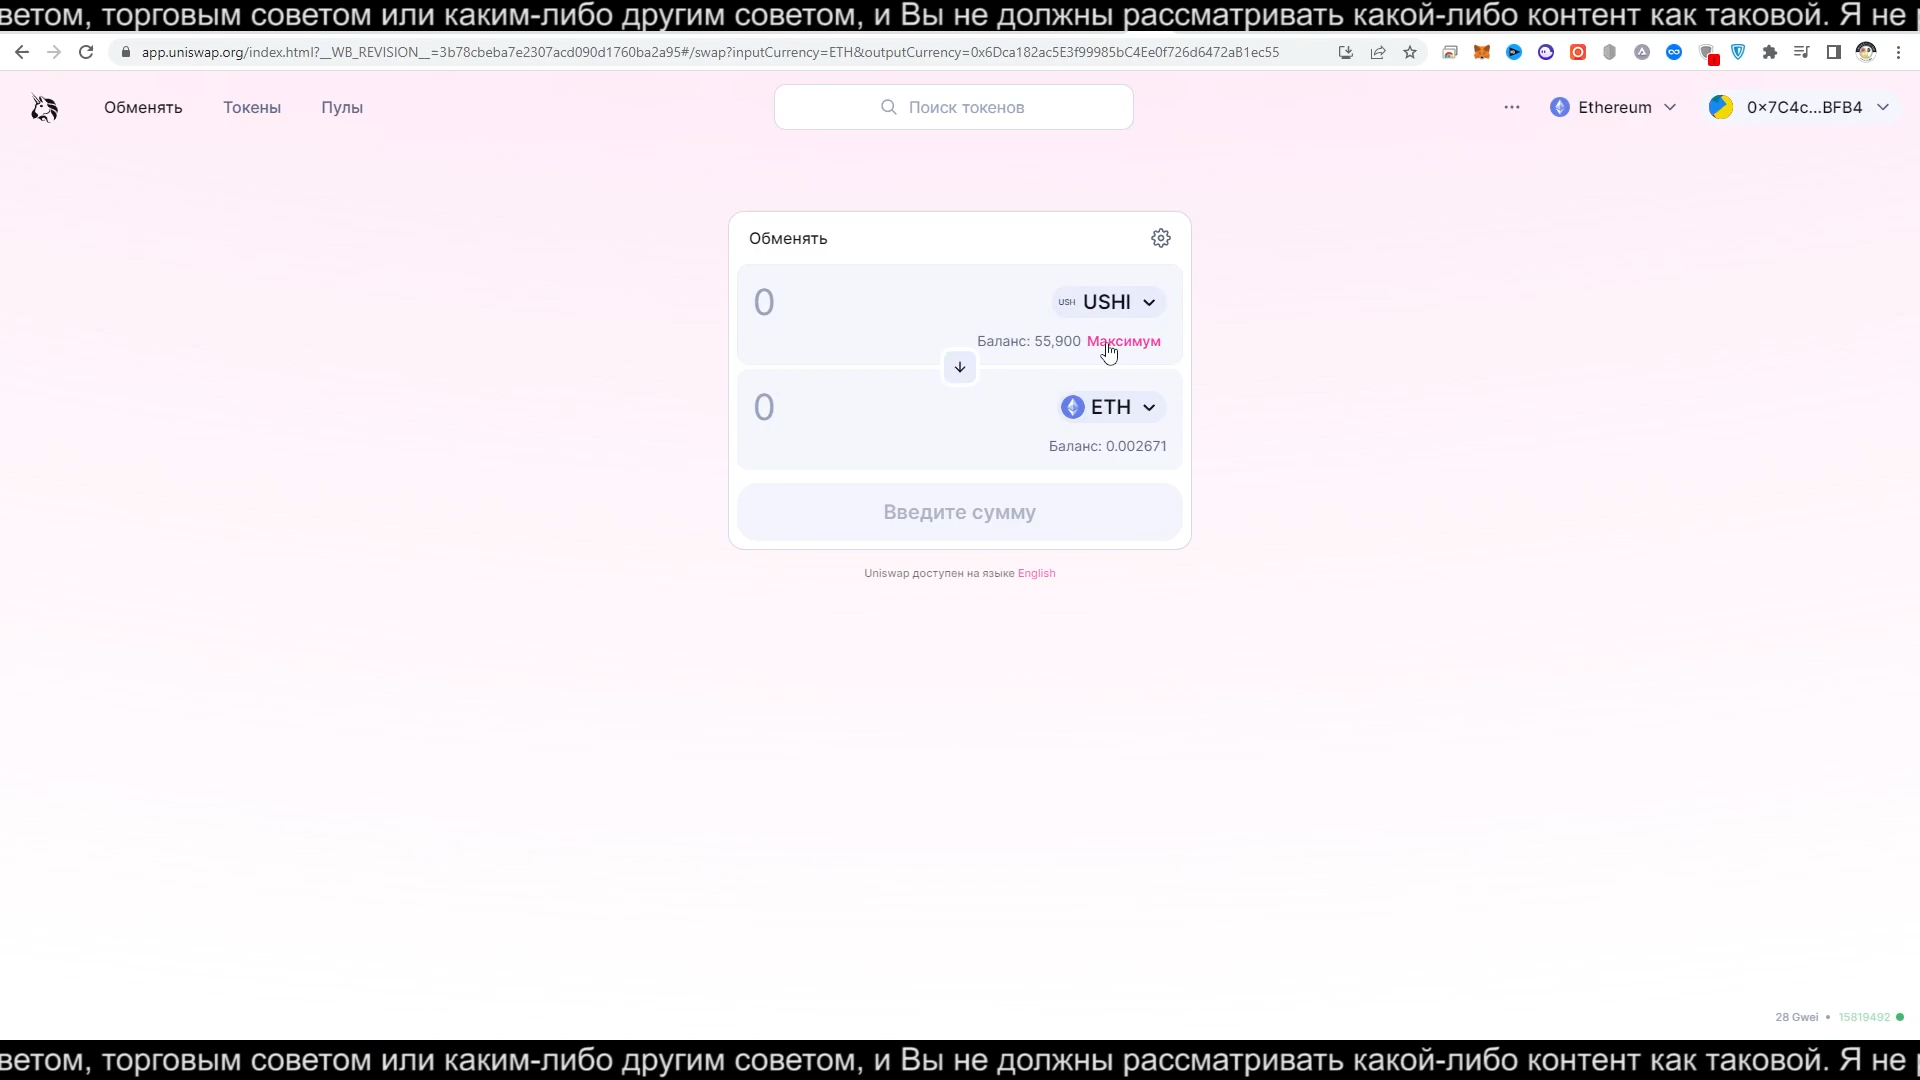 ветом, торговым советом или каким-либо другим советом, и Вы не должны рассматривать какой-либо контент как таковой. Я не
app.uniswap.org/index.html?__WB_REVISION__=3b78cbeba7e2307acd090d1760ba2a95#/swap?inputCurrency=ETH&outputCurrency=0x6Dca182ac5E3f99985bC4Ee0f726d6472aB1ec55
Обменять Токены Пулы Поиск токенов Ethereum 0x7C4c...BFB4
Обменять
0 USH USHI
Баланс: 55,900 Максимум
0 ETH
Баланс: 0.002671
Введите сумму
Uniswap доступен на языке English
28 Gwei • 15819492
ветом, торговым советом или каким-либо другим советом, и Вы не должны рассматривать какой-либо контент как таковой. Я не